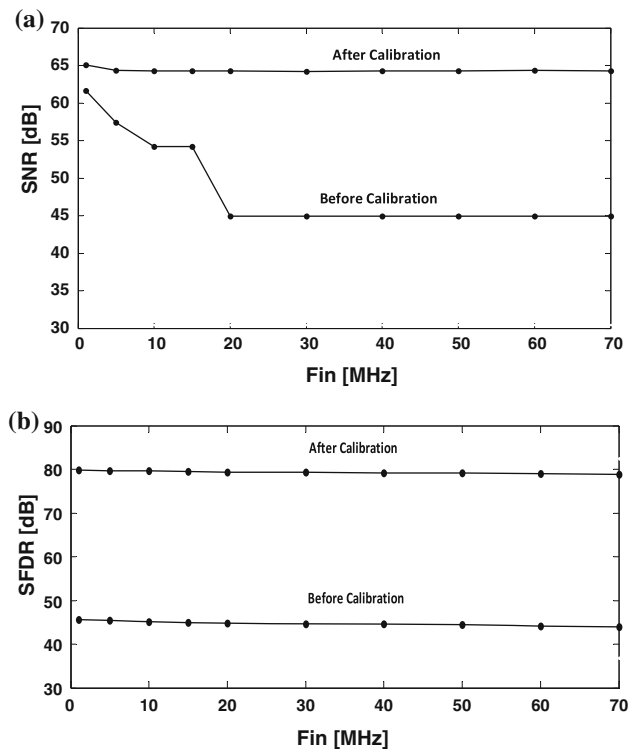 (a)
70
65
60
55
50
45
40
35
30
SNR [dB]
After Calibration
Before Calibration
0 10 20 30 40 50 60 70
Fin [MHz]
(b)
90
80
70
60
50
40
30
SFDR [dB]
After Calibration
Before Calibration
0 10 20 30 40 50 60 70
Fin [MHz]